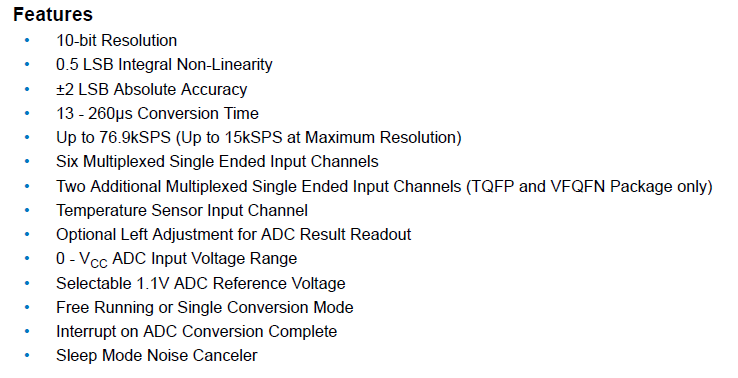 Features
• 10-bit Resolution
• 0.5 LSB Integral Non-Linearity
• ±2 LSB Absolute Accuracy
• 13 - 260μs Conversion Time
• Up to 76.9kSPS (Up to 15kSPS at Maximum Resolution)
• Six Multiplexed Single Ended Input Channels
• Two Additional Multiplexed Single Ended Input Channels (TQFP and VFQFN Package only)
• Temperature Sensor Input Channel
• Optional Left Adjustment for ADC Result Readout
• 0 - VCC ADC Input Voltage Range
• Selectable 1.1V ADC Reference Voltage
• Free Running or Single Conversion Mode
• Interrupt on ADC Conversion Complete
• Sleep Mode Noise Canceler